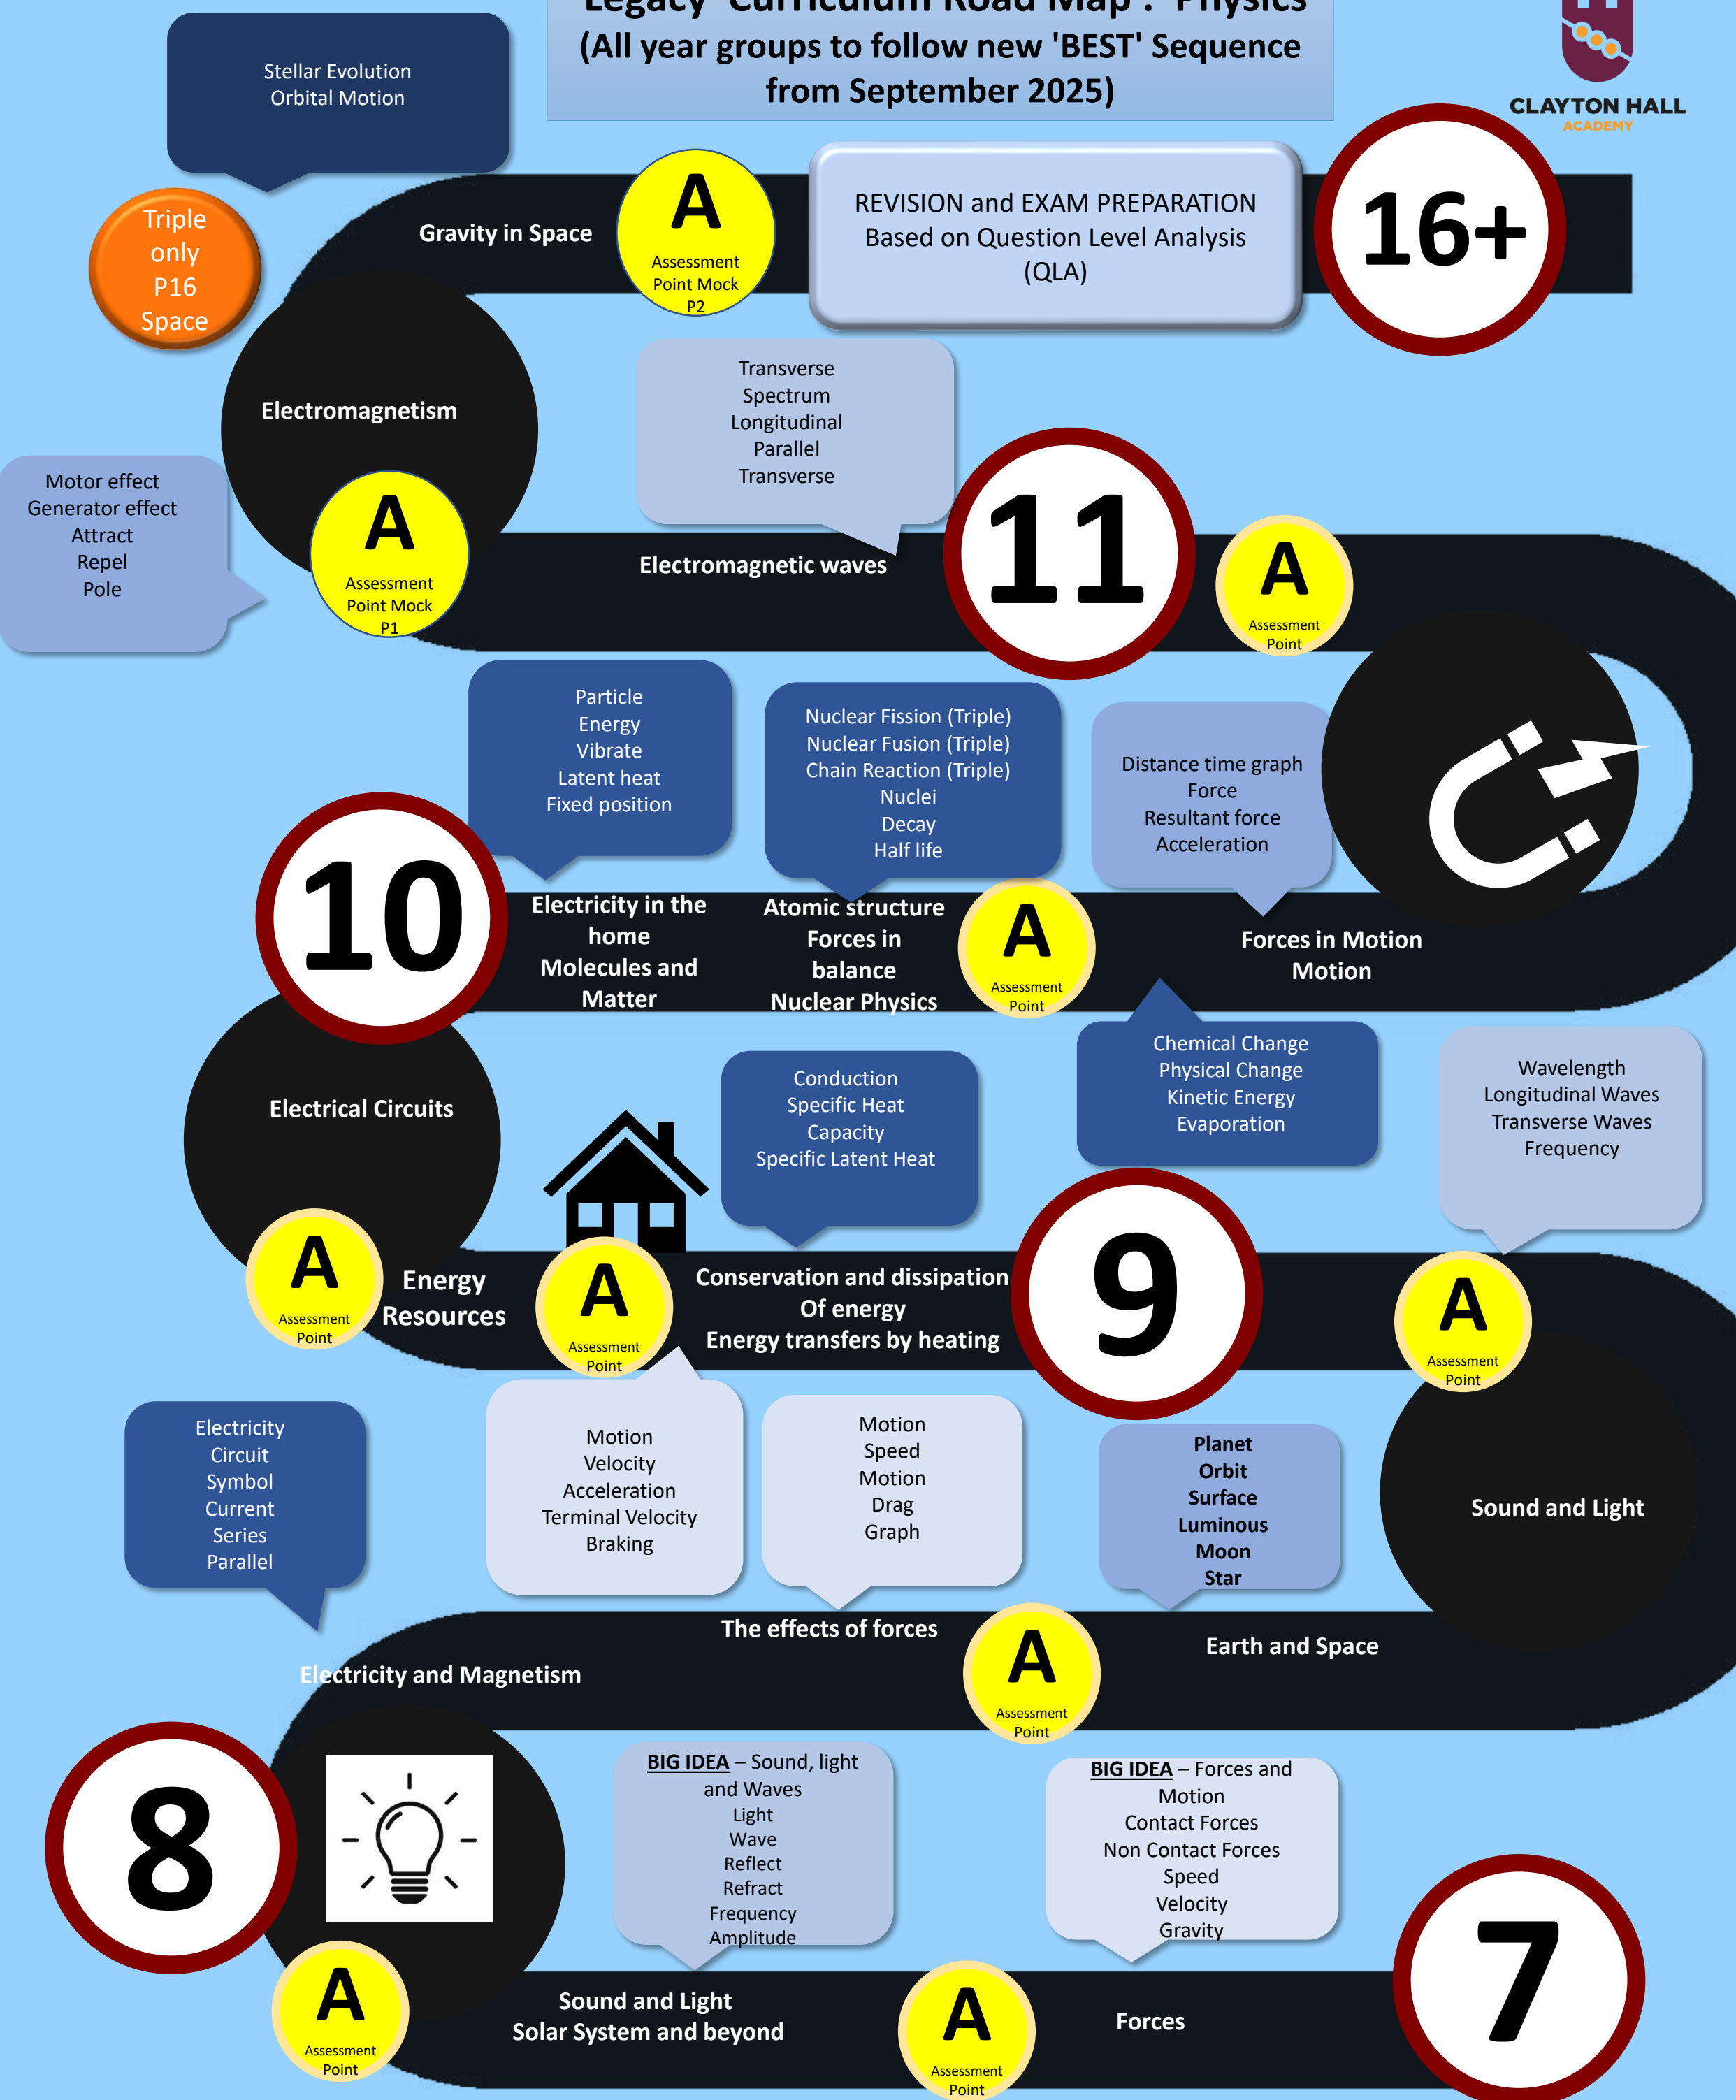 Legacy 'Curriculum Road Map': Physics
(All year groups to follow new 'BEST' Sequence
from September 2025)
CLAYTON HALL
ACADEMY
Stellar Evolution
Orbital Motion
Triple
only
P16
Space
Gravity in Space
A
Assessment
Point Mock
P2
REVISION and EXAM PREPARATION
Based on Question Level Analysis
(QLA)
16+
Electromagnetism
Transverse
Spectrum
Longitudinal
Parallel
Transverse
Motor effect
Generator effect
Attract
Repel
Pole
A
Assessment
Point Mock
P1
Electromagnetic waves
11
A
Assessment
Point
Particle
Energy
Vibrate
Latent heat
Fixed position
Nuclear Fission (Triple)
Nuclear Fusion (Triple)
Chain Reaction (Triple)
Nuclei
Decay
Half life
Distance time graph
Force
Resultant force
Acceleration
10
Electricity in the
home
Molecules and
Matter
Atomic structure
Forces in
balance
Nuclear Physics
A
Assessment
Point
Forces in Motion
Motion
Electrical Circuits
Conduction
Specific Heat
Capacity
Specific Latent Heat
Chemical Change
Physical Change
Kinetic Energy
Evaporation
Wavelength
Longitudinal Waves
Transverse Waves
Frequency
A
Assessment
Point
Energy
Resources
A
Assessment
Point
Conservation and dissipation
Of energy
Energy transfers by heating
9
A
Assessment
Point
Electricity
Circuit
Symbol
Current
Series
Parallel
Motion
Velocity
Acceleration
Terminal Velocity
Braking
Motion
Speed
Motion
Drag
Graph
Planet
Orbit
Surface
Luminous
Moon
Star
Sound and Light
Electricity and Magnetism
The effects of forces
A
Assessment
Point
Earth and Space
8
BIG IDEA – Sound, light
and Waves
Light
Wave
Reflect
Refract
Frequency
Amplitude
BIG IDEA – Forces and
Motion
Contact Forces
Non Contact Forces
Speed
Velocity
Gravity
A
Assessment
Point
Sound and Light
Solar System and beyond
A
Assessment
Point
Forces
7